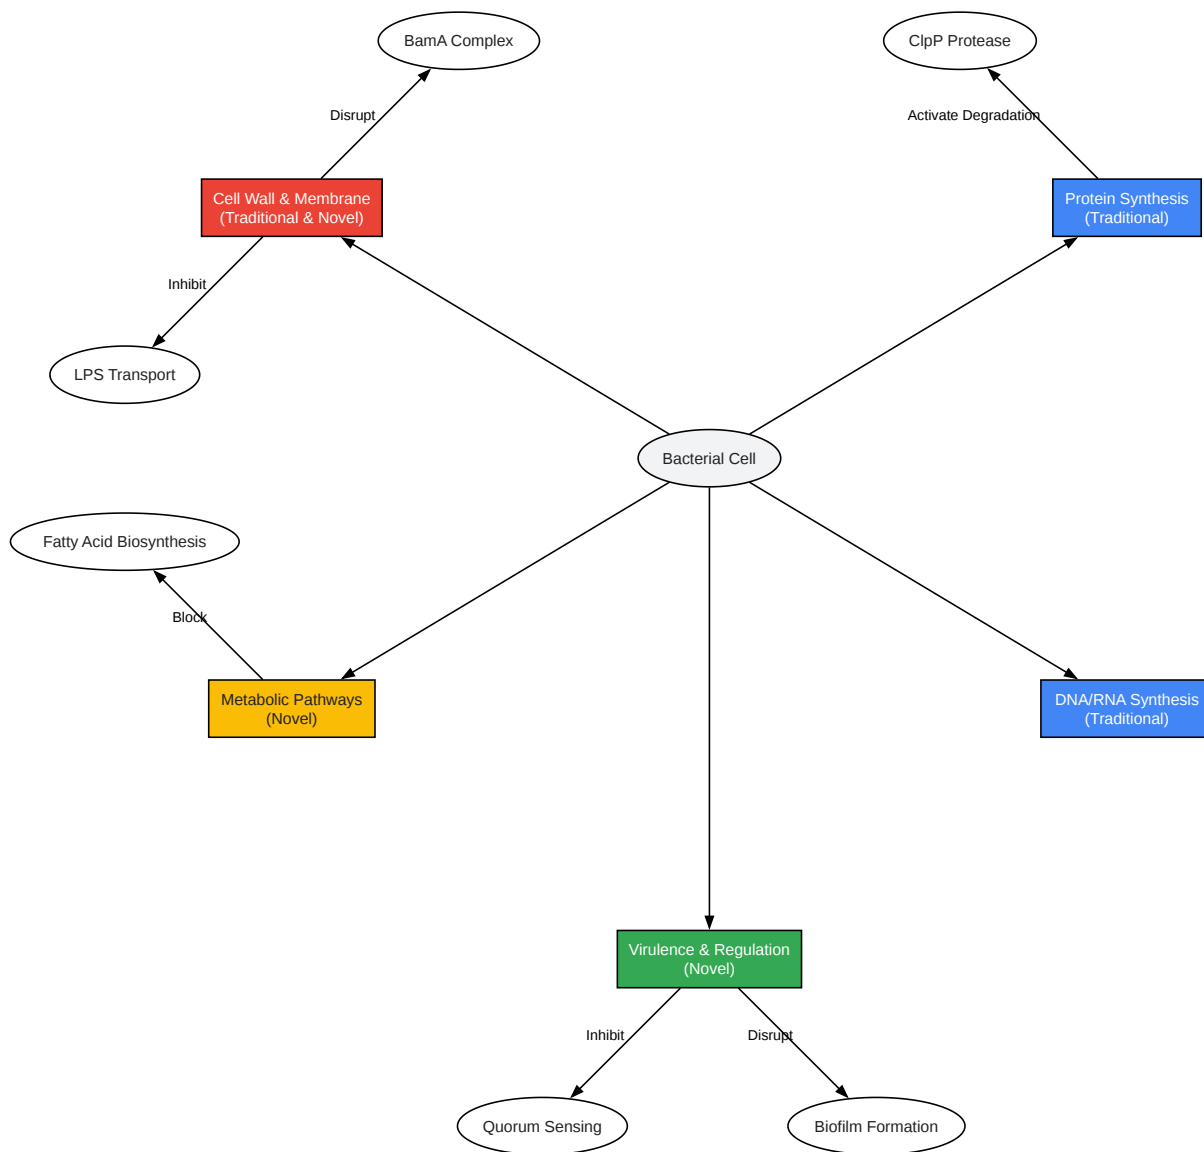 BamA Complex
ClpP Protease
Disrupt
Activate Degradation
Cell Wall & Membrane
(Traditional & Novel)
Protein Synthesis
(Traditional)
Inhibit
LPS Transport
Bacterial Cell
Fatty Acid Biosynthesis
Block
Metabolic Pathways
(Novel)
DNA/RNA Synthesis
(Traditional)
Virulence & Regulation
(Novel)
Inhibit
Disrupt
Quorum Sensing
Biofilm Formation